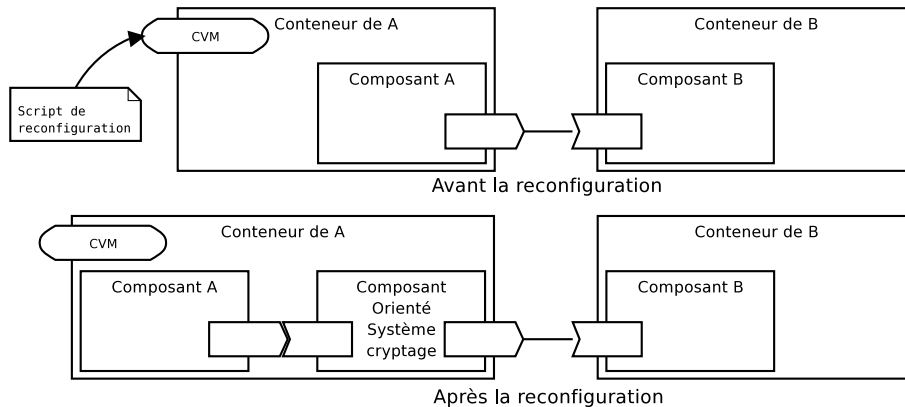 Conteneur de A
Conteneur de B
CVM
Composant A
Composant B
Script de
reconfiguration
Avant la reconfiguration
Conteneur de A
Conteneur de B
CVM
Composant A
Composant
Orienté
Système
cryptage
Composant B
Après la reconfiguration